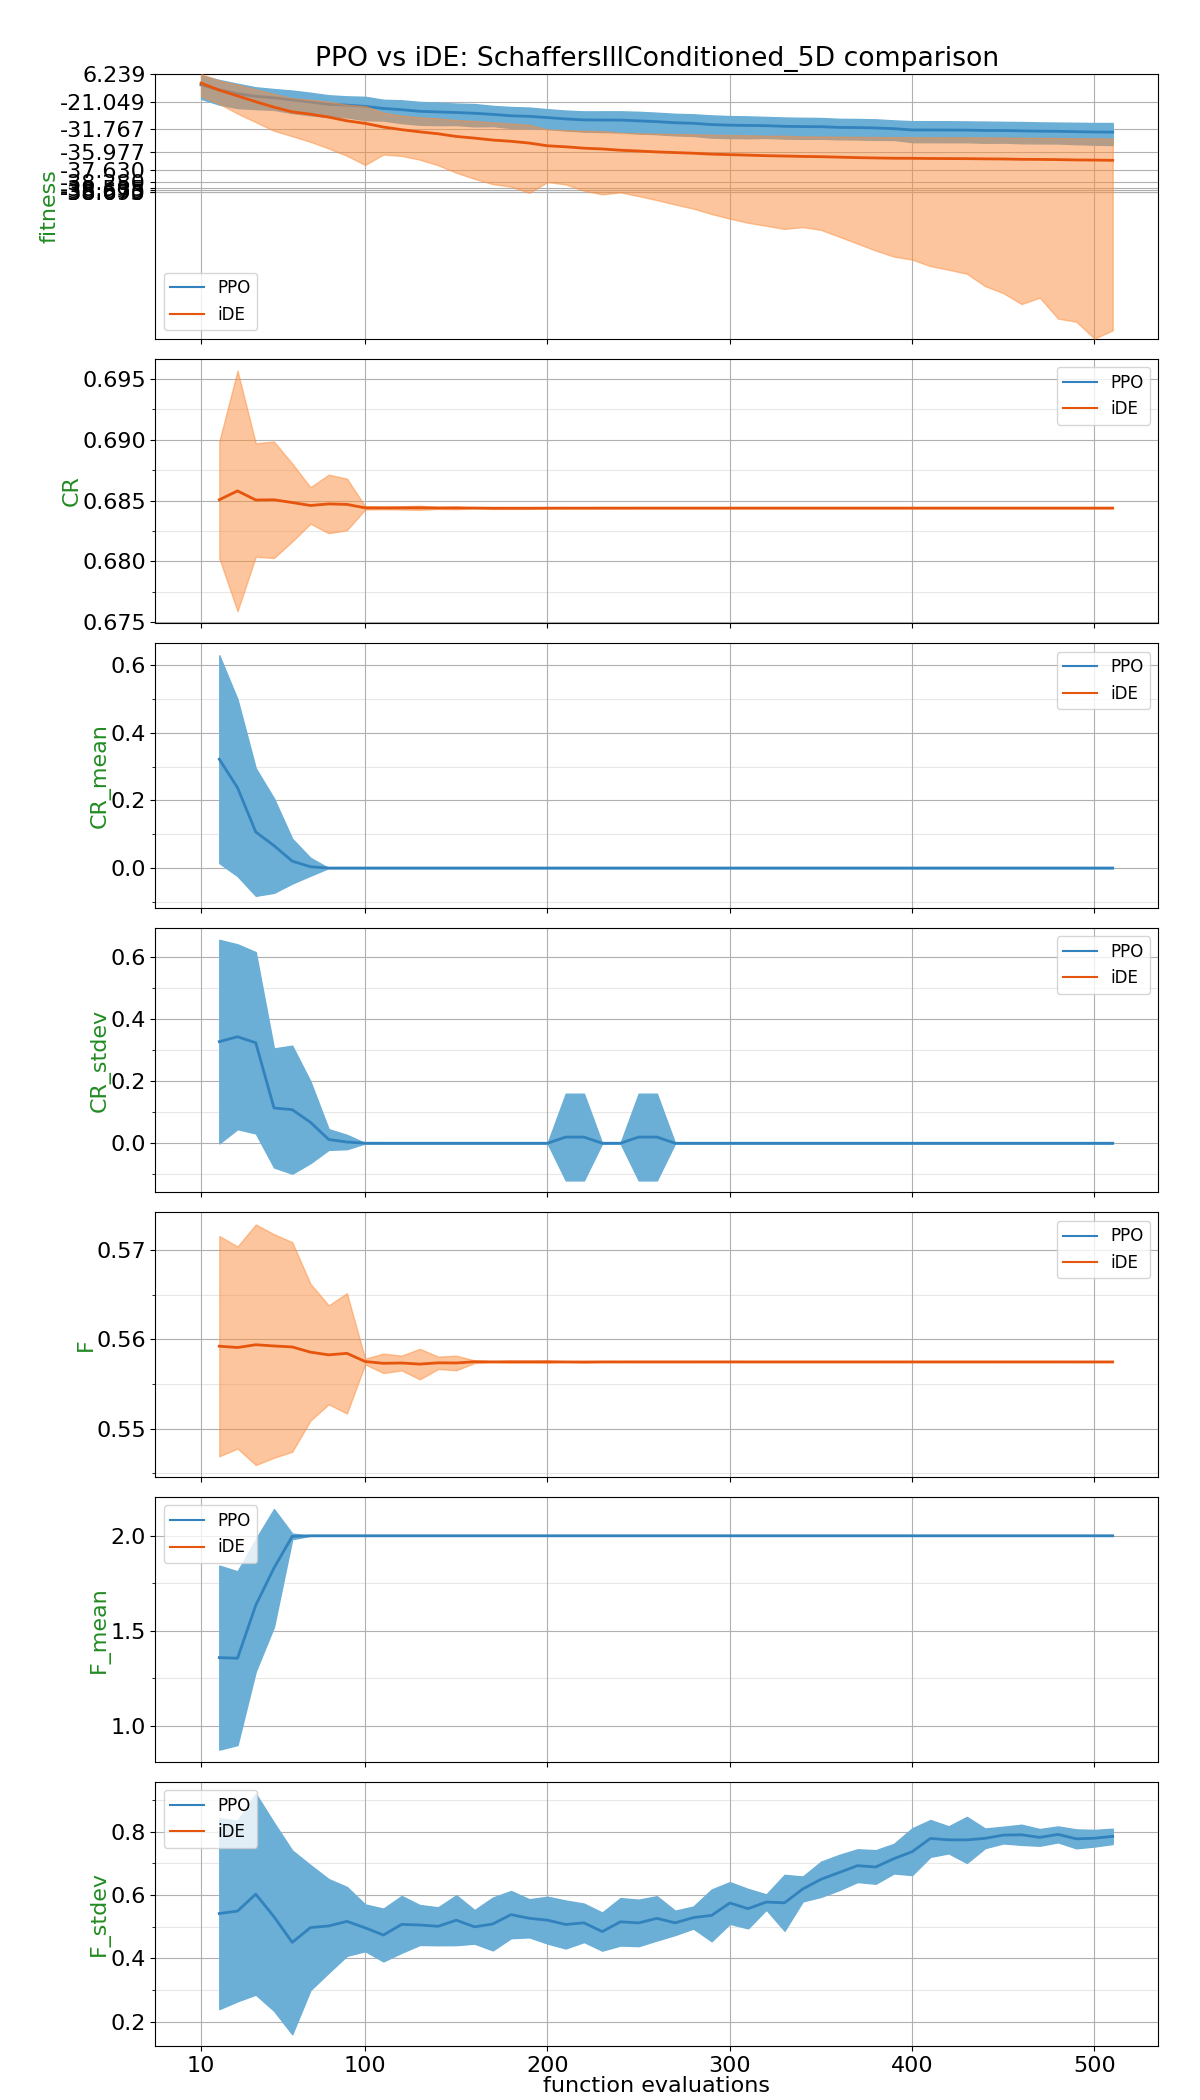 PPO vs iDE: SchaffersIllConditioned_5D comparison
6.239
-21.049
-31.767
-35.977
-37.630
fitness
PPO
iDE
0.695
0.690
0.685
0.680
0.675
CR
PPO
iDE
0.6
0.4
0.2
0.0
CR_mean
PPO
iDE
0.6
0.4
0.2
0.0
CR_stdev
PPO
iDE
0.57
0.56
0.55
F
PPO
iDE
2.0
1.5
1.0
F_mean
PPO
iDE
0.8
0.6
0.4
0.2
F_stdev
PPO
iDE
10 100 200 300 400 500
function evaluations